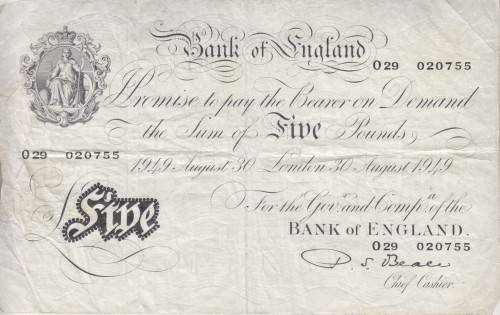 Bank of England
O29 020755
I Promise to pay the Bearer on Demand
the Sum of Five Pounds
O29 020755
1949 August 30 London 30 August 1949
For the Govr. and Compa. of the
BANK of ENGLAND.
£Five
O29 020755
P. S. Beale
Chief Cashier.